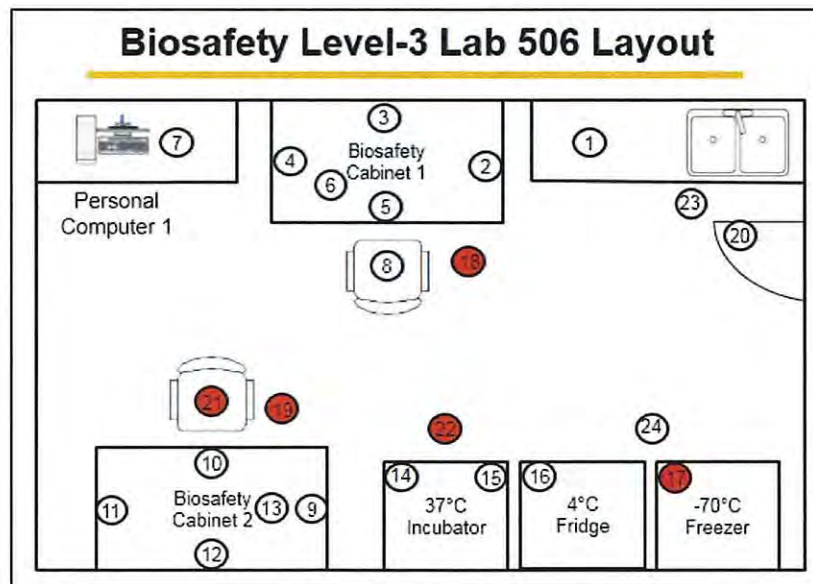 Biosafety Level-3 Lab 506 Layout
7
3
4
Biosafety
Cabinet 1
2
6
5
1
Personal
Computer 1
23
20
8
18
21
19
22
24
10
11
Biosafety
Cabinet 2
13
9
12
14
15
37°C
Incubator
16
4°C
Fridge
17
-70°C
Freezer